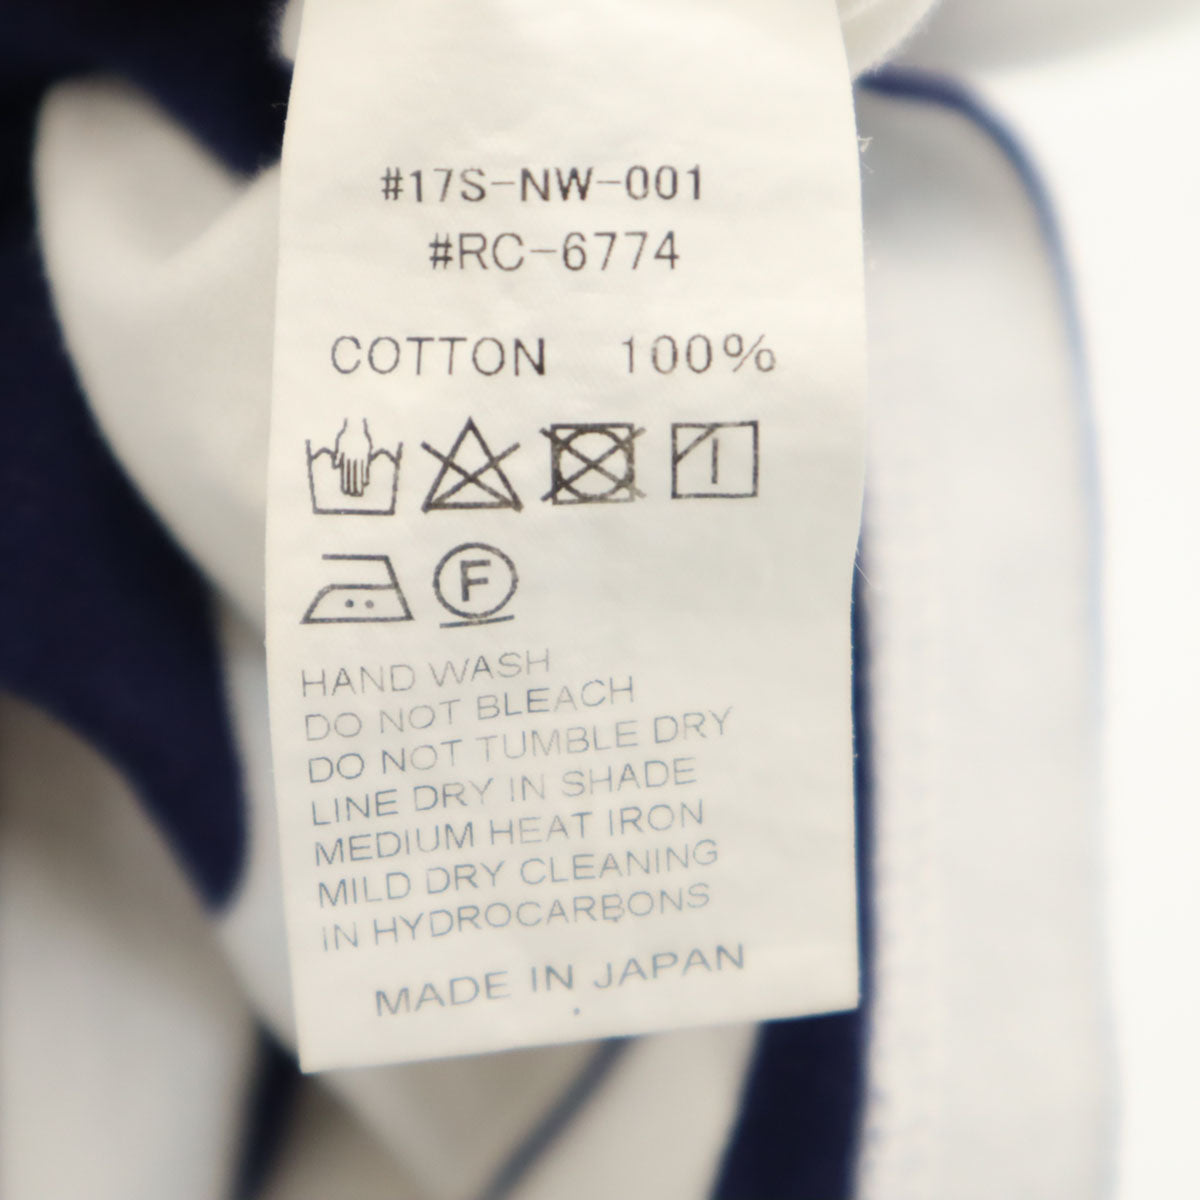 #17S-NW-001
#RC-6774
COTTON 100%
F
HAND WASH
DO NOT BLEACH
DO NOT TUMBLE DRY
LINE DRY IN SHADE
MEDIUM HEAT IRON
MILD DRY CLEANING
IN HYDROCARBONS
MADE IN JAPAN